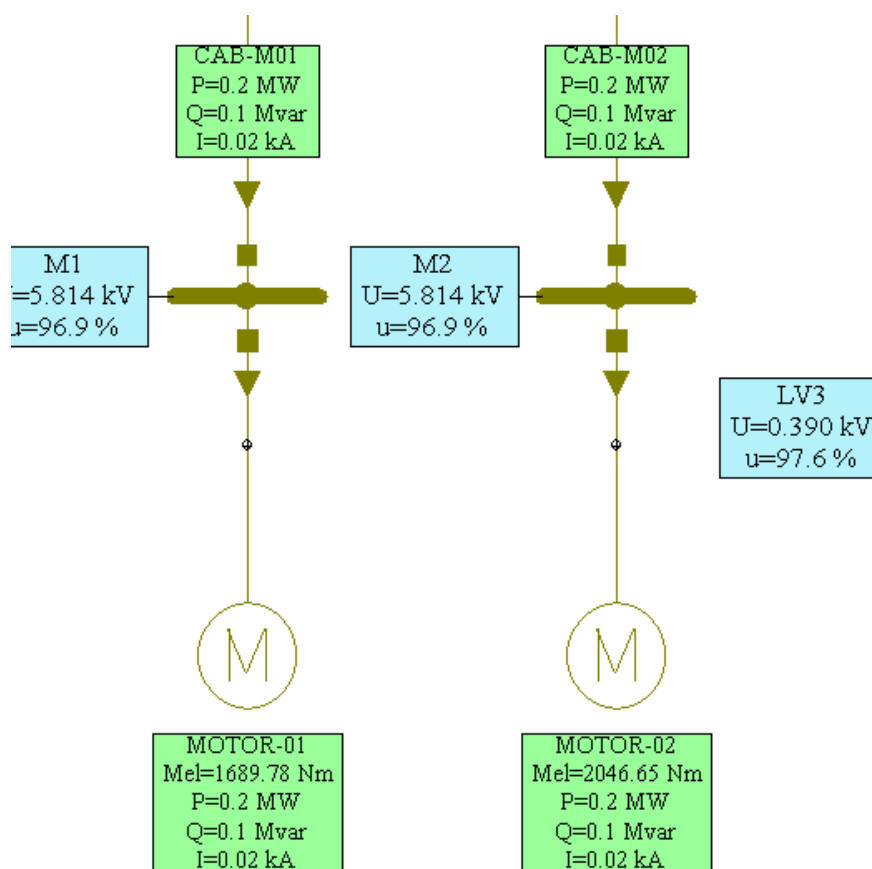 CAB-M01
P=0.2 MW
Q=0.1 Mvar
I=0.02 kA
CAB-M02
P=0.2 MW
Q=0.1 Mvar
I=0.02 kA
M1
=5.814 kV
u=96.9 %
M2
U=5.814 kV
u=96.9 %
LV3
U=0.390 kV
u=97.6 %
M
M
MOTOR-01
Mel=1689.78 Nm
P=0.2 MW
Q=0.1 Mvar
I=0.02 kA
MOTOR-02
Mel=2046.65 Nm
P=0.2 MW
Q=0.1 Mvar
I=0.02 kA